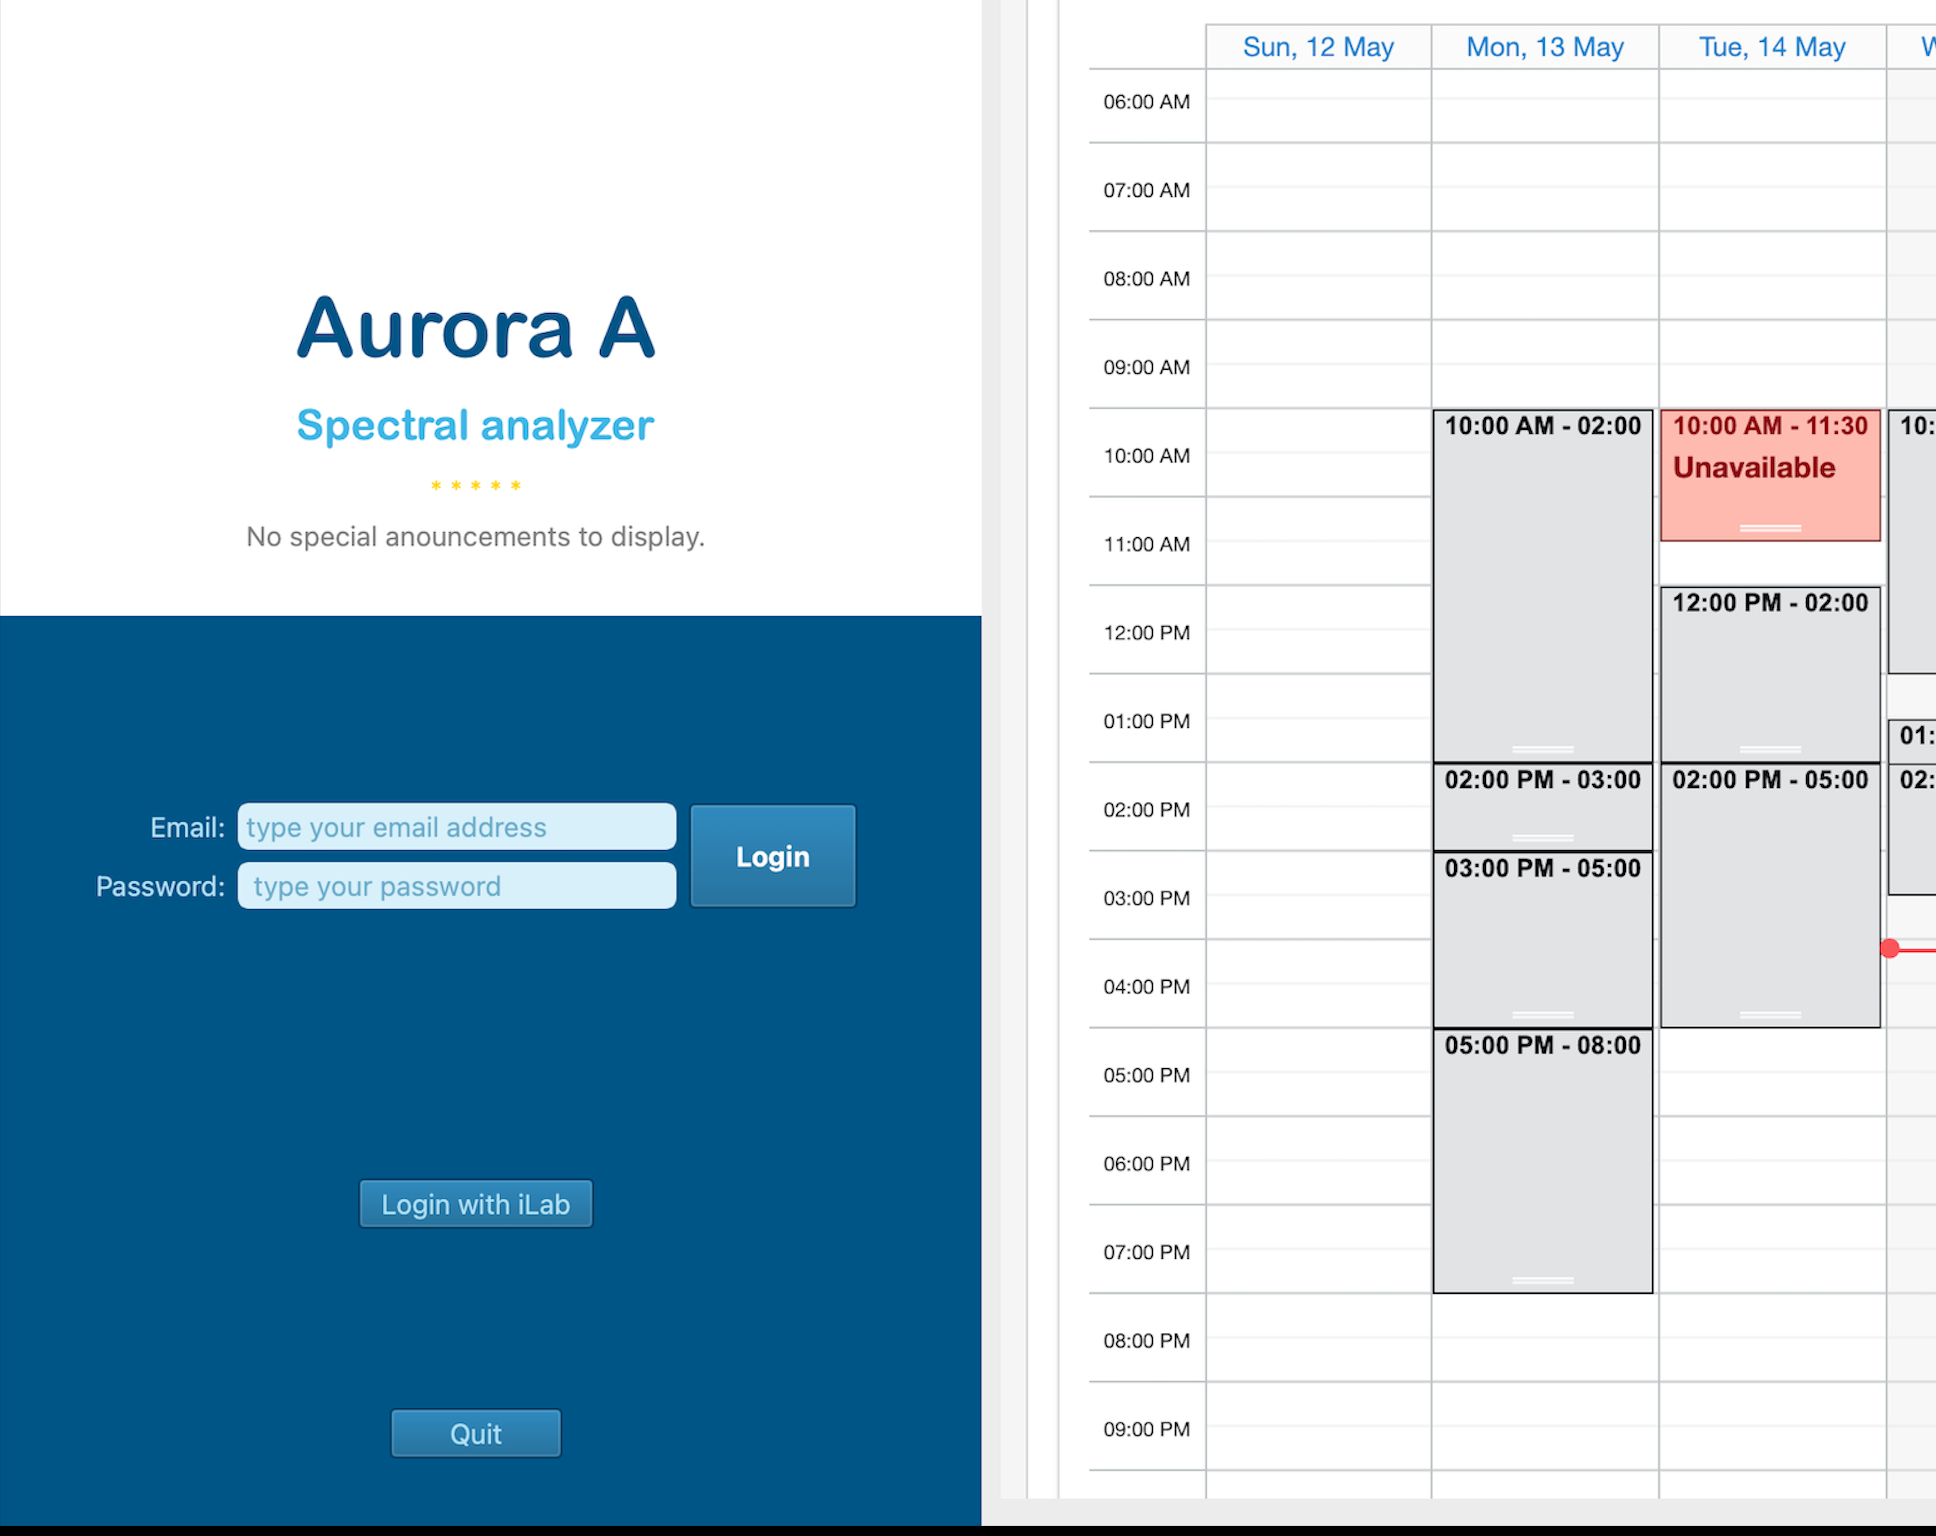 Aurora A
Spectral analyzer
* * * * *
No special anouncements to display.
Email:
type your email address
Password:
type your password
Login
Login with iLab
Quit
Sun, 12 May
Mon, 13 May
Tue, 14 May
06:00 AM
07:00 AM
08:00 AM
09:00 AM
10:00 AM
11:00 AM
12:00 PM
01:00 PM
02:00 PM
03:00 PM
04:00 PM
05:00 PM
06:00 PM
07:00 PM
08:00 PM
09:00 PM
10:00 AM - 02:00
02:00 PM - 03:00
03:00 PM - 05:00
05:00 PM - 08:00
10:00 AM - 11:30
Unavailable
12:00 PM - 02:00
02:00 PM - 05:00
10:
01:
02: